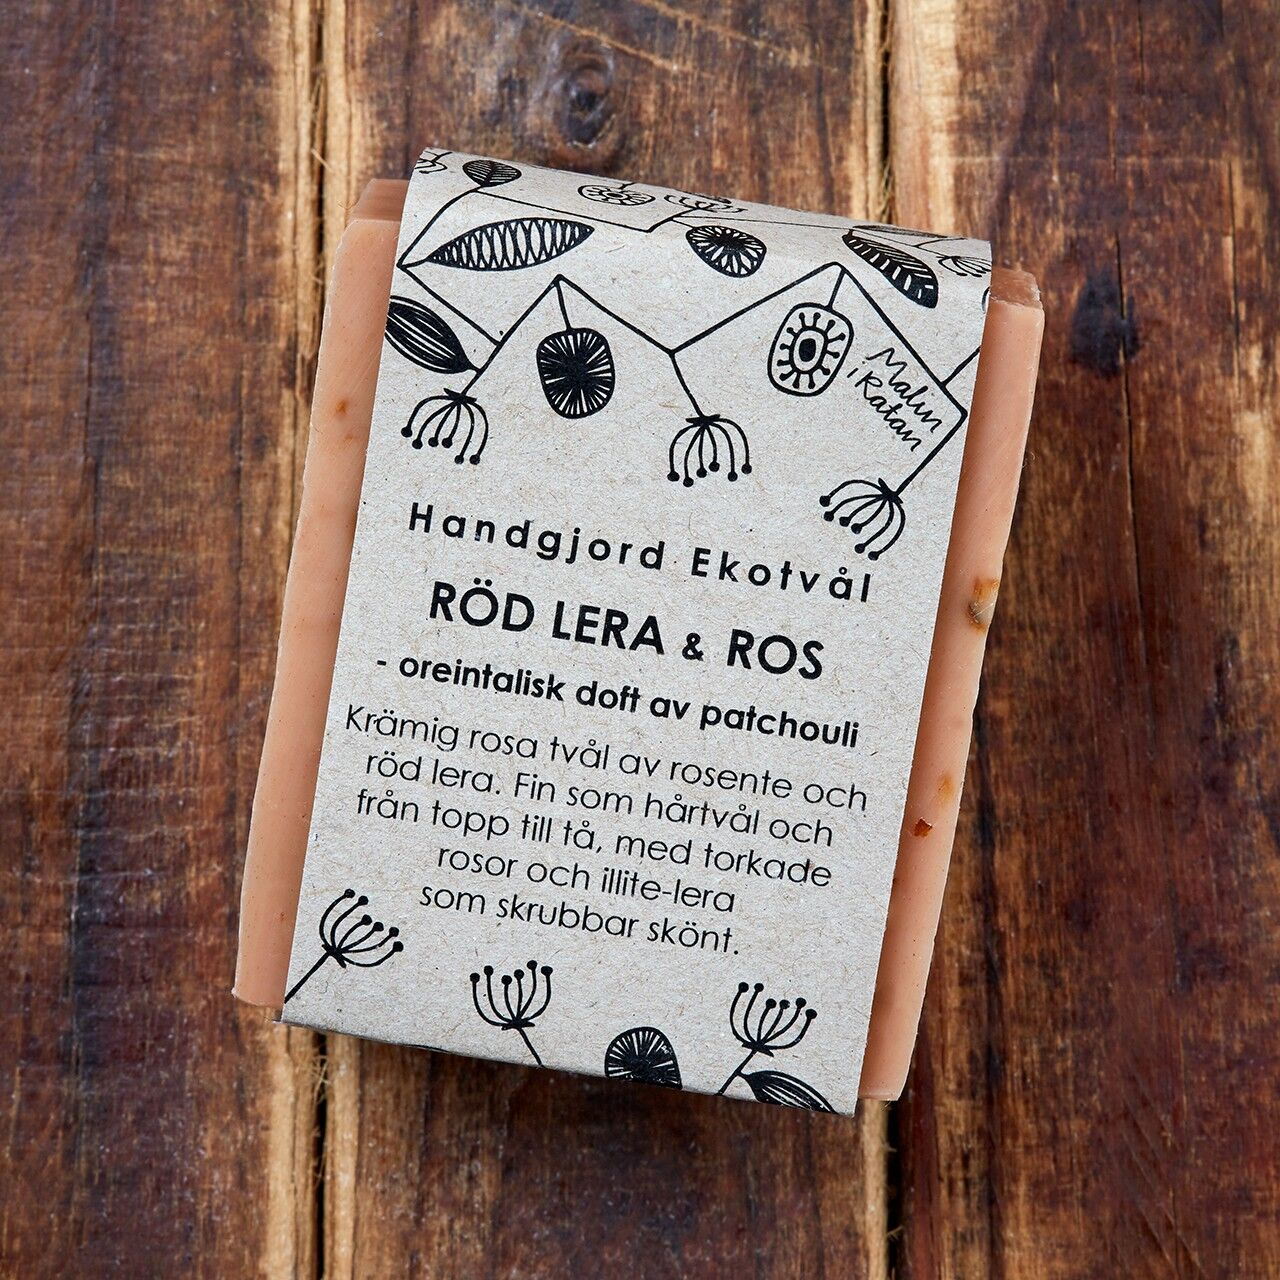 Malin
i Ratan
Handgjord Ekotvål
RÖD LERA & ROS
- oreintalisk doft av patchouli
Krämig rosa tvål av rosente och
röd lera. Fin som hårtvål och
från topp till tå, med torkade
rosor och illite-lera
som skrubbar skönt.